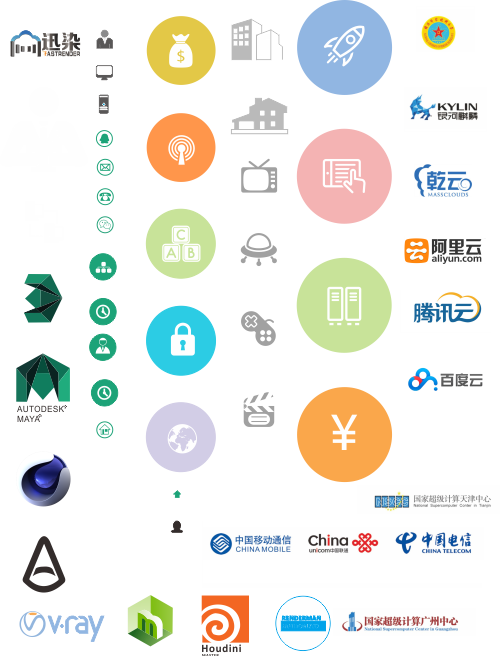 迅染
FASTRENDER
$
KYLIN
银河麒麟
乾云
MASSCLOUDS
C
A B
阿里云
aliyun.com
腾讯云
百度云
¥
AUTODESK®
MAYA®
国家超级计算天津中心
National Supercomputer Center in Tianjin
中国移动通信
CHINA MOBILE
China
unicom中国联通
中国电信
CHINA TELECOM
v·ray
Houdini
MASTER
RENDERMAN
国家超级计算广州中心
National Supercomputer Center in Guangzhou